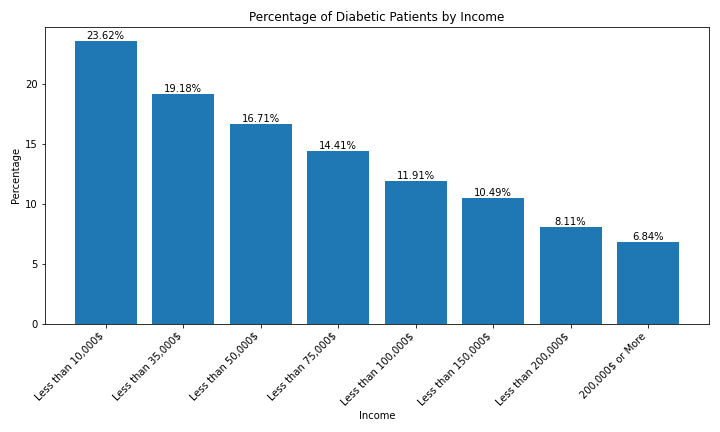 Percentage of Diabetic Patients by Income
23.62%
19.18%
16.71%
14.41%
11.91%
10.49%
8.11%
6.84%
Percentage
20
15
10
5
0
Less than 10,000$
Less than 35,000$
Less than 50,000$
Less than 75,000$
Less than 100,000$
Less than 150,000$
Less than 200,000$
200,000$ or More
Income